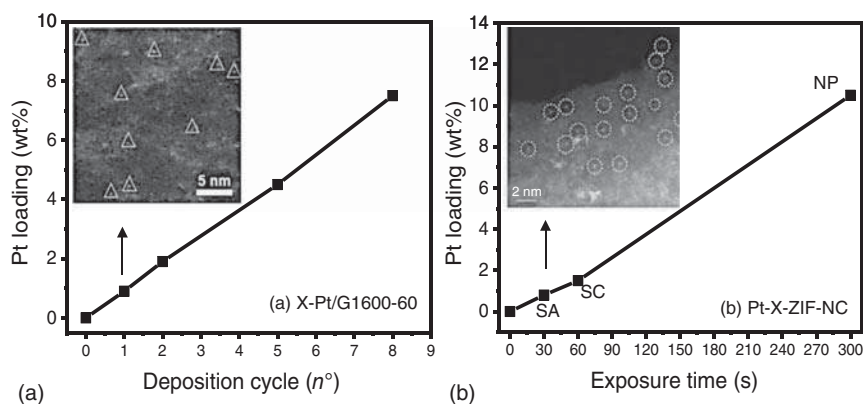 10
8
6
4
2
0
Pt loading (wt%)
5 nm
(a) X-Pt/G1600-60
0 1 2 3 4 5 6 7 8 9
Deposition cycle (n°)
(a)
14
12
10
8
6
4
2
0
Pt loading (wt%)
2 nm
NP
SA
SC
(b) Pt-X-ZIF-NC
0 30 60 90 120 150 180 210 240 270 300
Exposure time (s)
(b)